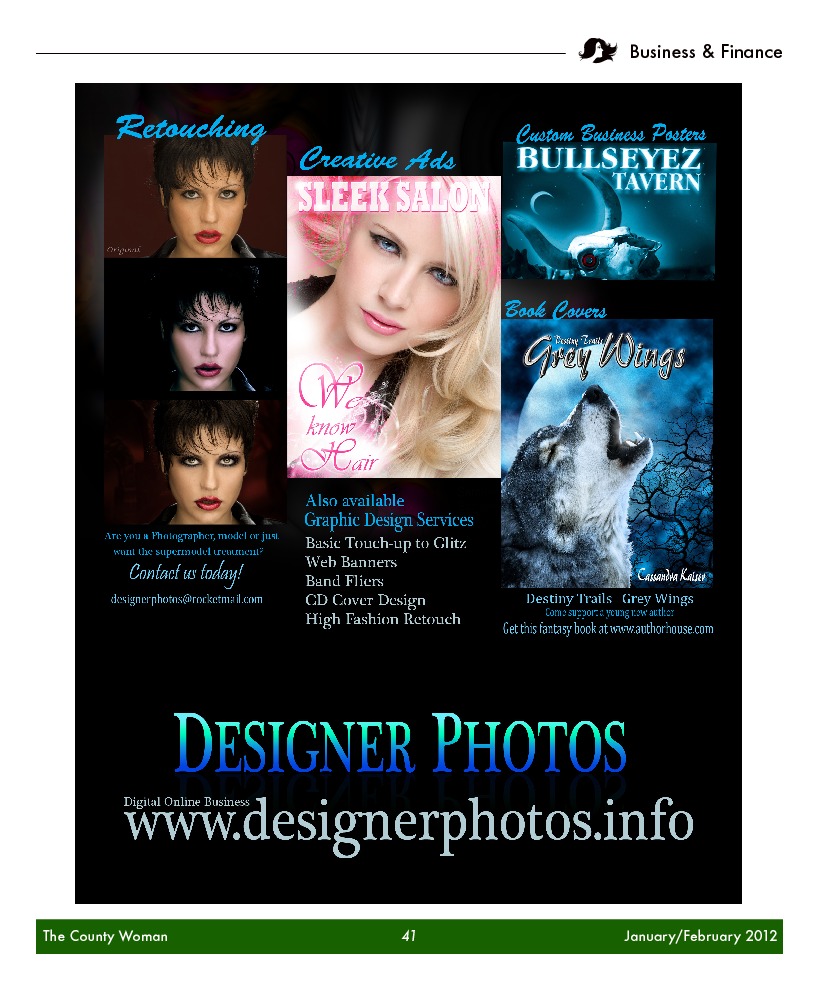 Business & Finance
Retouching
Original
Are you a Photographer, model or just
want the supermodel treatment?
Contact us today!
designerphotos@rocketmail.com
Creative Ads
SLEEK SALON
We
know
Hair
Also available
Graphic Design Services
Basic Touch-up to Glitz
Web Banners
Band Fliers
CD Cover Design
High Fashion Retouch
Custom Business Posters
BULLSEYEZ
TAVERN
Book Covers
Destiny Trails
Grey Wings
Cassandra Kaiser
Destiny Trails Grey Wings
Come support a young new author
Get this fantasy book at www.authorhouse.com
DESIGNER PHOTOS
Digital Online Business
www.designerphotos.info
The County Woman 41 January/February 2012